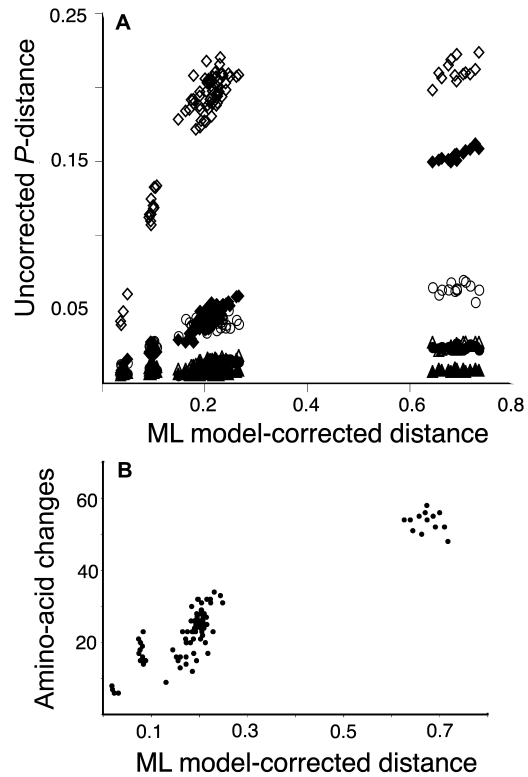 A
0.25
0.15
0.05
Uncorrected P-distance
0.2 0.4 0.6 0.8
ML model-corrected distance
B
60
40
20
Amino-acid changes
0.1 0.3 0.5 0.7
ML model-corrected distance